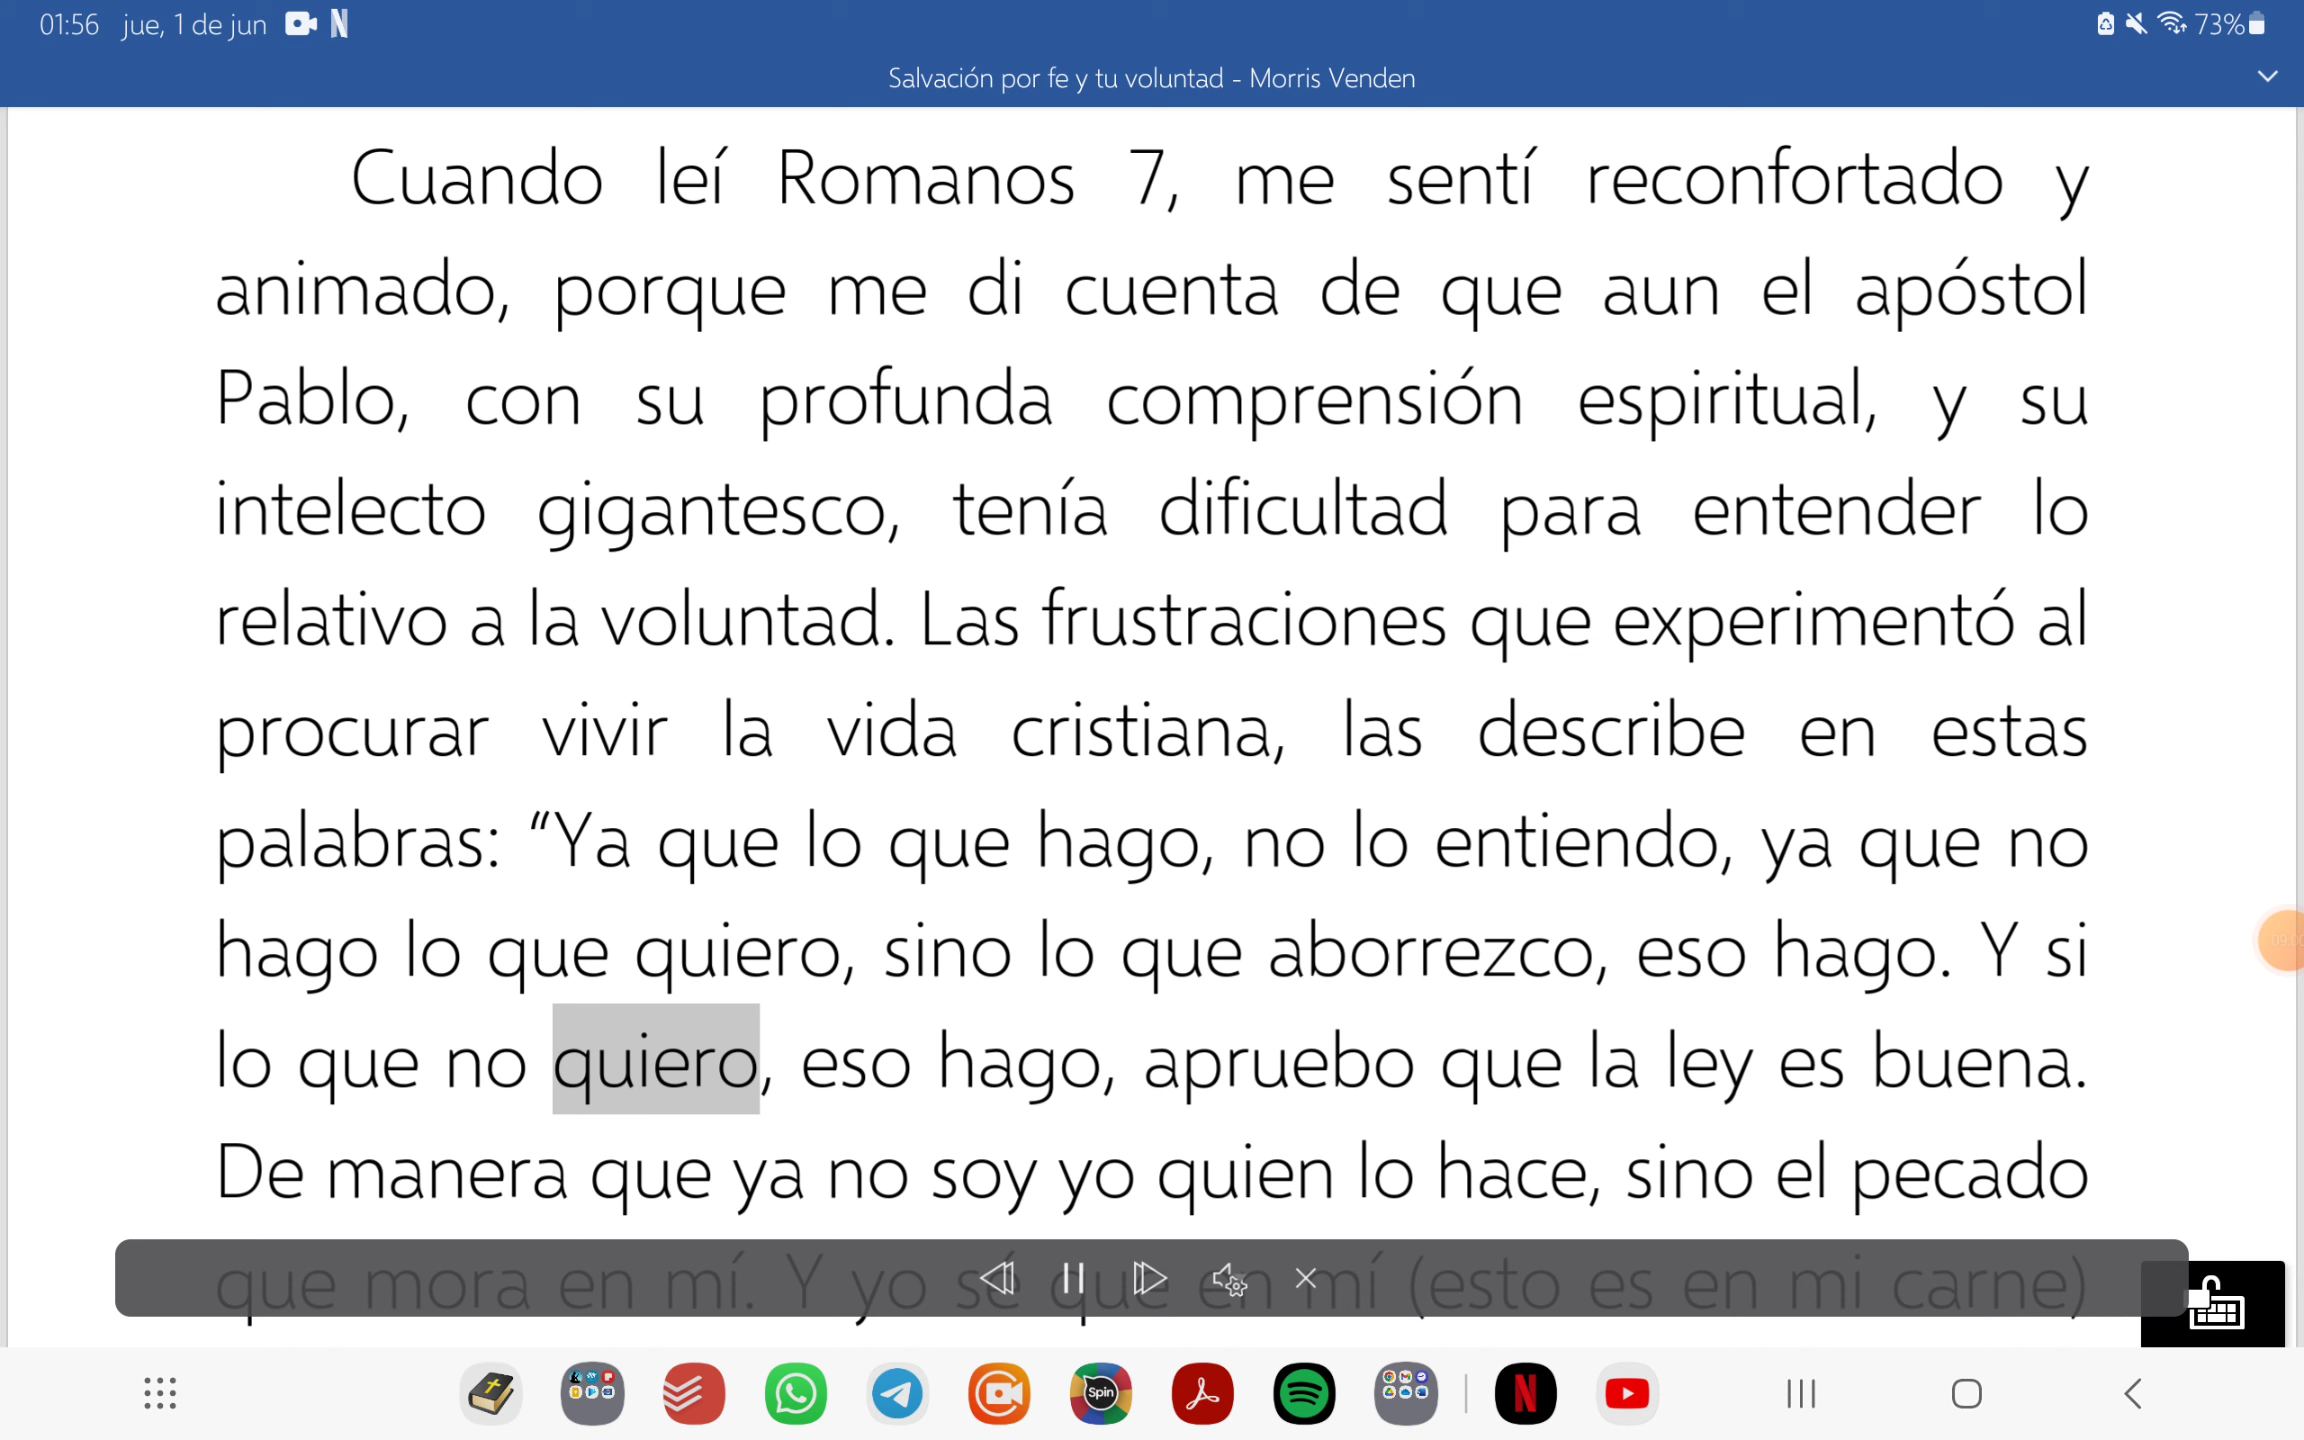 01:56 jue, 1 de jun 73%
Salvación por fe y tu voluntad - Morris Venden
Cuando leí Romanos 7, me sentí reconfortado y
animado, porque me di cuenta de que aun el apóstol
Pablo, con su profunda comprensión espiritual, y su
intelecto gigantesco, tenía dificultad para entender lo
relativo a la voluntad. Las frustraciones que experimentó al
procurar vivir la vida cristiana, las describe en estas
palabras: “Ya que lo que hago, no lo entiendo, ya que no
hago lo que quiero, sino lo que aborrezco, eso hago. Y si
lo que no quiero, eso hago, apruebo que la ley es buena.
De manera que ya no soy yo quien lo hace, sino el pecado
que mora en mí. Y yo sé que en mí (esto es en mi carne)
Spin